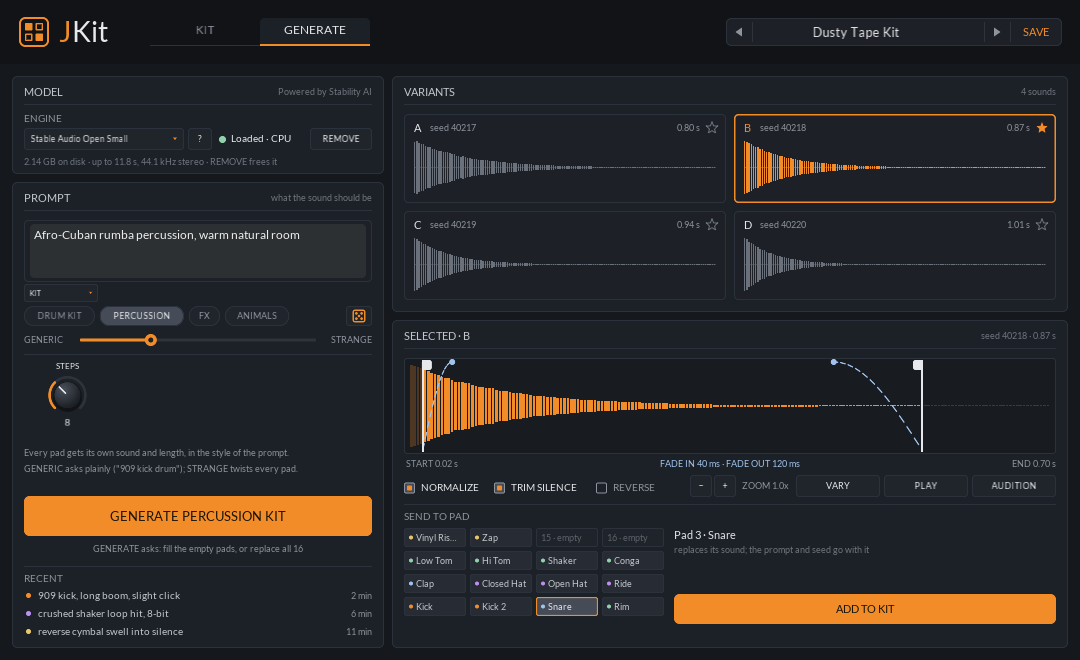 JKit
KIT
GENERATE
Dusty Tape Kit
SAVE
MODEL
Powered by Stability AI
ENGINE
Stable Audio Open Small
?
Loaded · CPU
REMOVE
2.14 GB on disk · up to 11.8 s, 44.1 kHz stereo · REMOVE frees it
PROMPT
what the sound should be
Afro-Cuban rumba percussion, warm natural room
KIT
DRUM KIT
PERCUSSION
FX
ANIMALS
GENERIC
STRANGE
STEPS
8
Every pad gets its own sound and length, in the style of the prompt.
GENERIC asks plainly ("909 kick drum"); STRANGE twists every pad.
GENERATE PERCUSSION KIT
GENERATE asks: fill the empty pads, or replace all 16
RECENT
909 kick, long boom, slight click
2 min
crushed shaker loop hit, 8-bit
6 min
reverse cymbal swell into silence
11 min
VARIANTS
4 sounds
A seed 40217
0.80 s
B seed 40218
0.87 s
C seed 40219
0.94 s
D seed 40220
1.01 s
SELECTED · B
seed 40218 · 0.87 s
START 0.02 s
FADE IN 40 ms · FADE OUT 120 ms
END 0.70 s
NORMALIZE
TRIM SILENCE
REVERSE
−
+
ZOOM 1.0x
VARY
PLAY
AUDITION
SEND TO PAD
Vinyl Ris...
Zap
15 · empty
16 · empty
Low Tom
Hi Tom
Shaker
Conga
Clap
Closed Hat
Open Hat
Ride
Kick
Kick 2
Snare
Rim
Pad 3 · Snare
replaces its sound; the prompt and seed go with it
ADD TO KIT